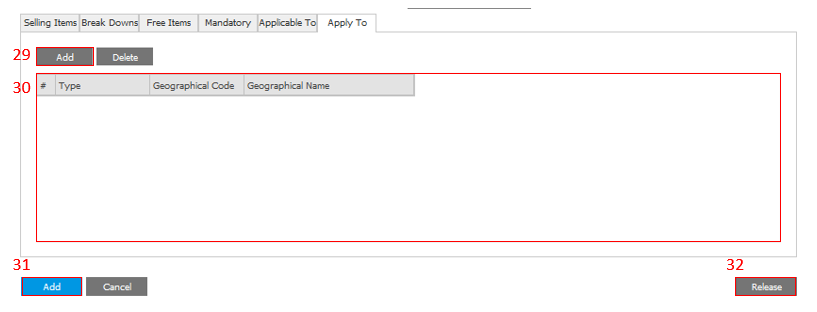 Selling Items Break Downs Free Items Mandatory Applicable To Apply To
29 Add Delete
30 # Type Geographical Code Geographical Name
31 32
Add Cancel Release